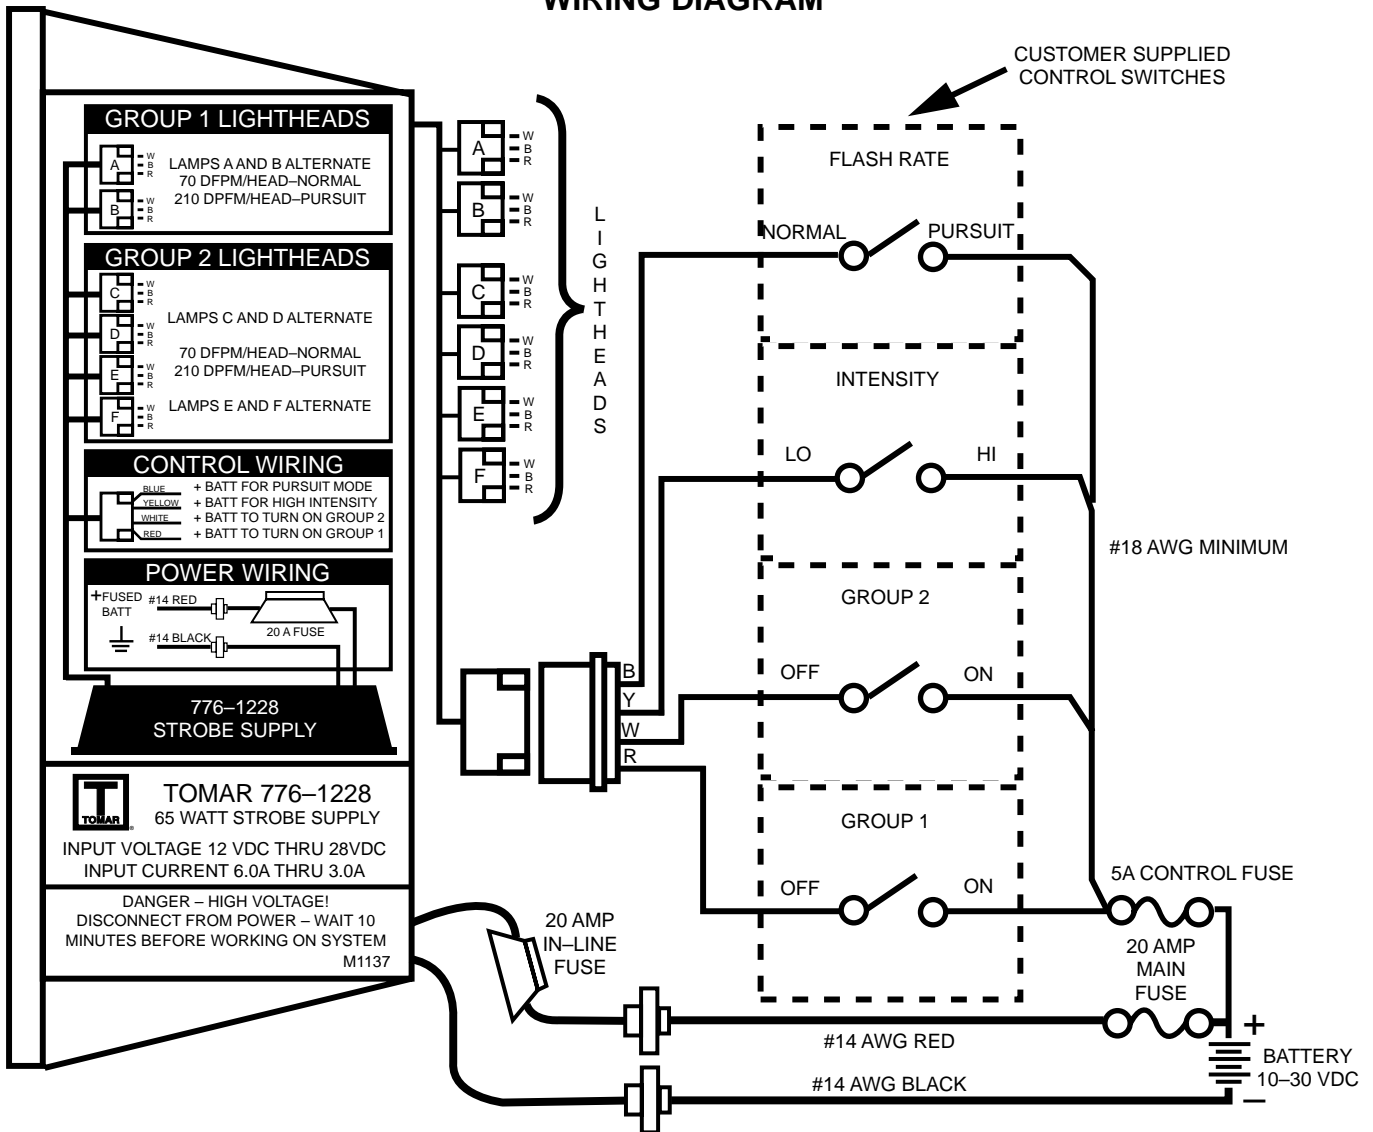 WIRING DIAGRAM
CUSTOMER SUPPLIED
CONTROL SWITCHES
GROUP 1 LIGHTHEADS
A
W
B
R
B
W
B
R
LAMPS A AND B ALTERNATE
70 DFPM/HEAD–NORMAL
210 DPFM/HEAD–PURSUIT
GROUP 2 LIGHTHEADS
C
W
B
R
D
W
B
R
E
W
B
R
F
W
B
R
LAMPS C AND D ALTERNATE
70 DFPM/HEAD–NORMAL
210 DPFM/HEAD–PURSUIT
LAMPS E AND F ALTERNATE
CONTROL WIRING
BLUE + BATT FOR PURSUIT MODE
YELLOW + BATT FOR HIGH INTENSITY
WHITE + BATT TO TURN ON GROUP 2
RED + BATT TO TURN ON GROUP 1
POWER WIRING
+FUSED
BATT
#14 RED
20 A FUSE
#14 BLACK
776–1228
STROBE SUPPLY
T
TOMAR
®
TOMAR 776–1228
65 WATT STROBE SUPPLY
INPUT VOLTAGE 12 VDC THRU 28VDC
INPUT CURRENT 6.0A THRU 3.0A
DANGER – HIGH VOLTAGE!
DISCONNECT FROM POWER – WAIT 10
MINUTES BEFORE WORKING ON SYSTEM
M1137
A
W
B
R
B
W
B
R
C
W
B
R
D
W
B
R
E
W
B
R
F
W
B
R
LIGHTHEADS
B
Y
W
R
FLASH RATE
NORMAL PURSUIT
INTENSITY
LO HI
GROUP 2
OFF ON
GROUP 1
OFF ON
#18 AWG MINIMUM
5A CONTROL FUSE
20 AMP
MAIN
FUSE
20 AMP
IN–LINE
FUSE
#14 AWG RED
#14 AWG BLACK
+
BATTERY
10–30 VDC
–